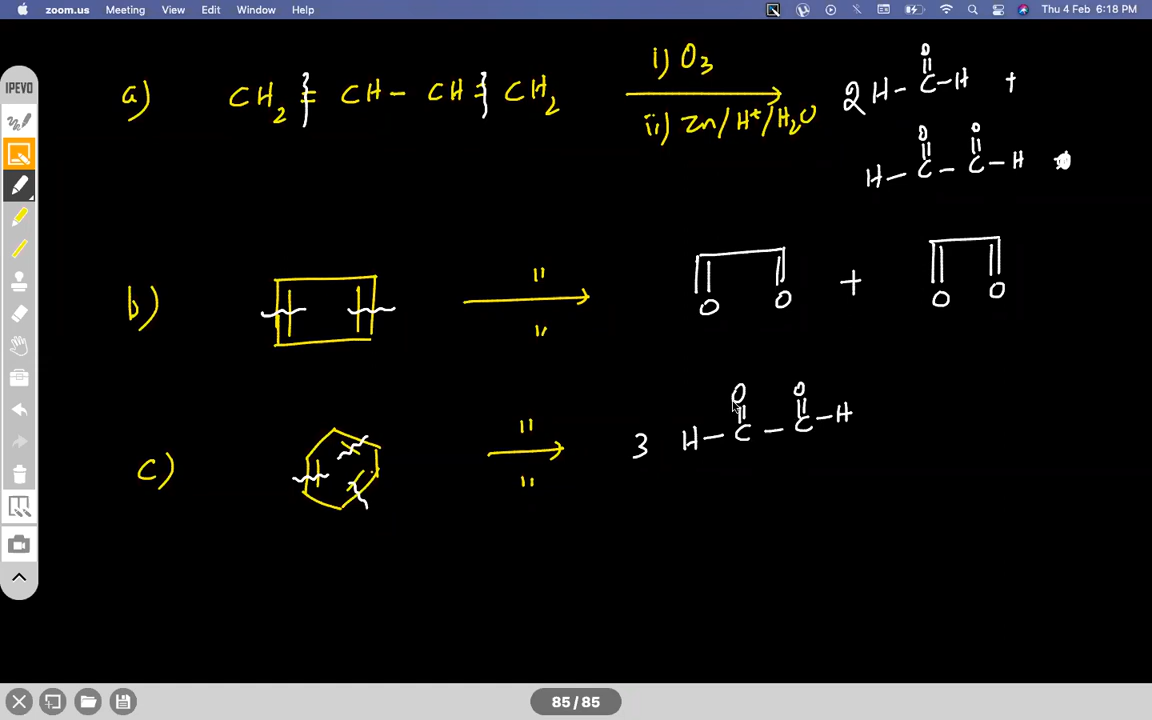 zoom.us Meeting View Edit Window Help Thu 4 Feb 6:18 PM
IPEVO
a) CH2 = CH - CH = CH2 i) O3
ii) Zn/H+/H2O
2 H - C - H +
O
H - C - C - H
O O
b) " " O O + O O
c) " " 3 H - C - C - H
O O
85/85